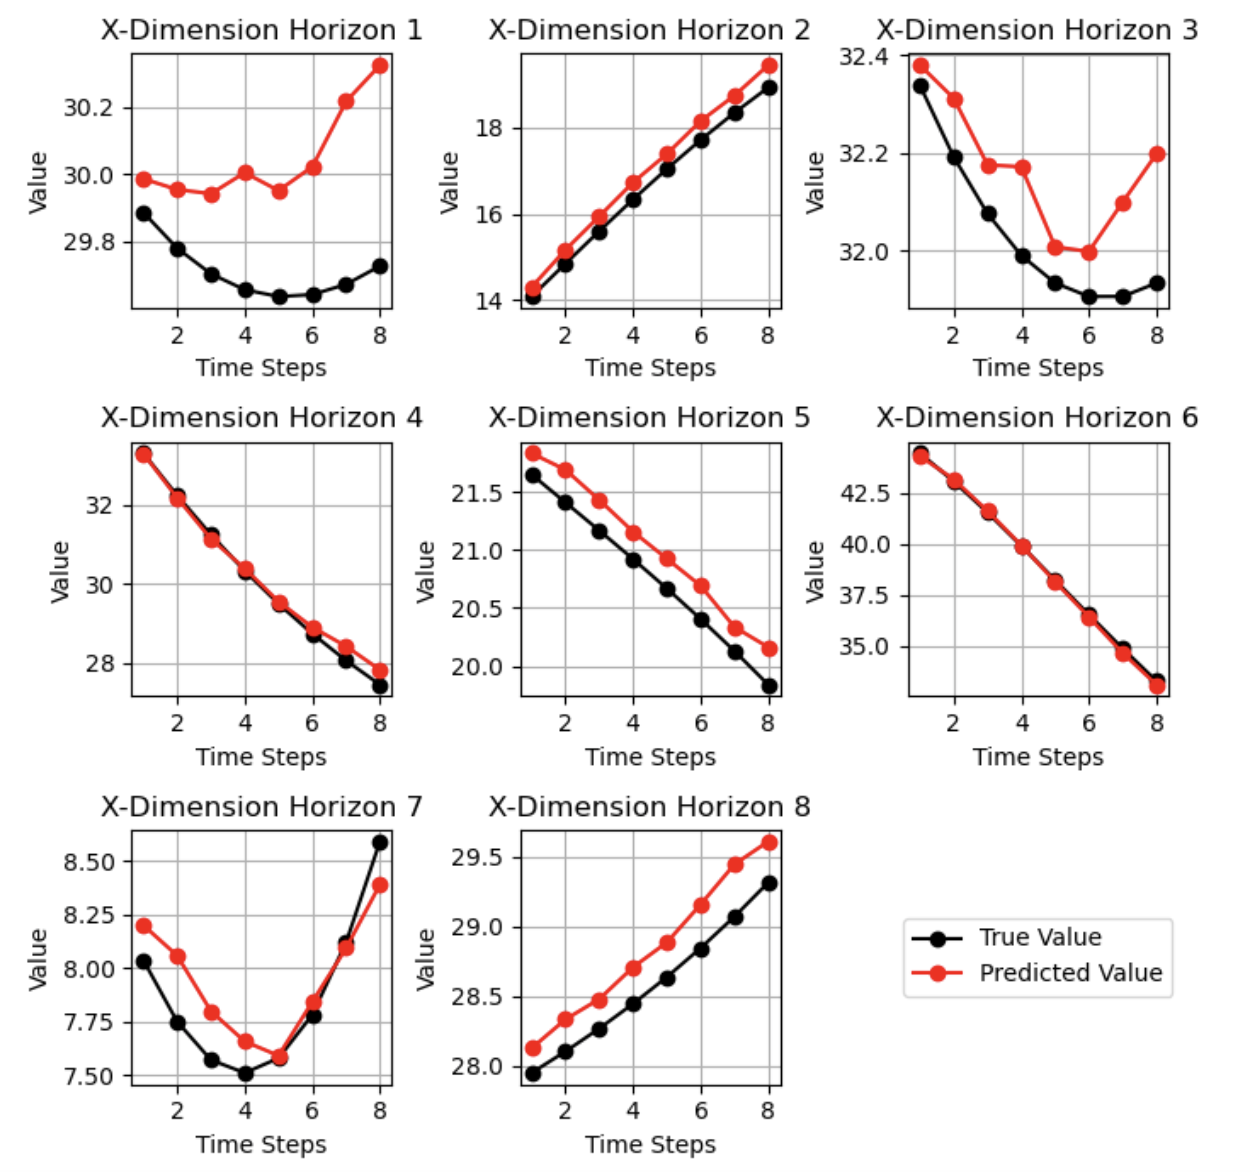 X-Dimension Horizon 1
X-Dimension Horizon 2
X-Dimension Horizon 3
Value
30.2
30.0
29.8
2 4 6 8
Time Steps
Value
18
16
14
2 4 6 8
Time Steps
Value
32.4
32.2
32.0
2 4 6 8
Time Steps
X-Dimension Horizon 4
X-Dimension Horizon 5
X-Dimension Horizon 6
Value
32
30
28
2 4 6 8
Time Steps
Value
21.5
21.0
20.5
20.0
2 4 6 8
Time Steps
Value
42.5
40.0
37.5
35.0
2 4 6 8
Time Steps
X-Dimension Horizon 7
X-Dimension Horizon 8
Value
8.50
8.25
8.00
7.75
7.50
2 4 6 8
Time Steps
Value
29.5
29.0
28.5
28.0
2 4 6 8
Time Steps
True Value
Predicted Value